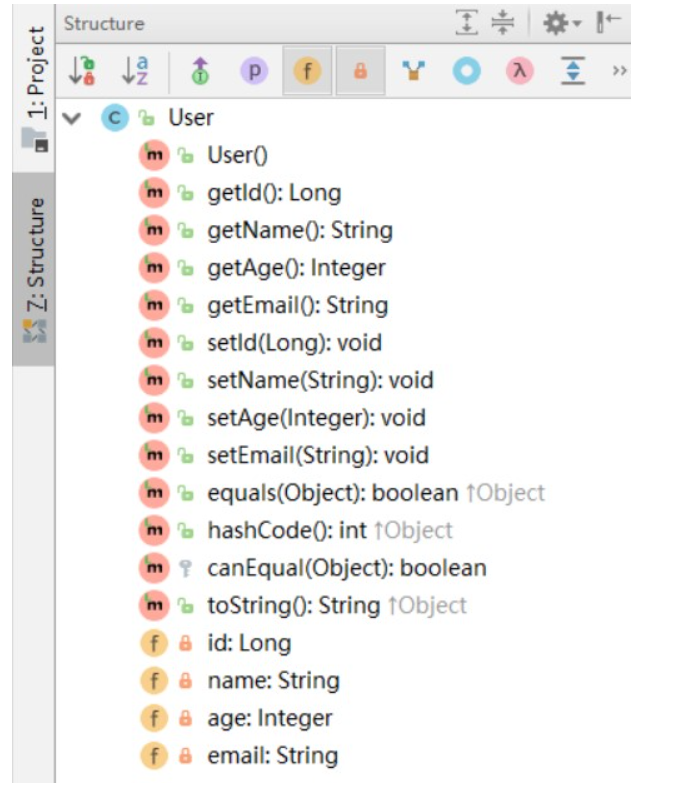 Structure
1: Project
Z: Structure
p f λ »
C User
m User()
m getId(): Long
m getName(): String
m getAge(): Integer
m getEmail(): String
m setId(Long): void
m setName(String): void
m setAge(Integer): void
m setEmail(String): void
m equals(Object): boolean ↑Object
m hashCode(): int ↑Object
m canEqual(Object): boolean
m toString(): String ↑Object
f id: Long
f name: String
f age: Integer
f email: String